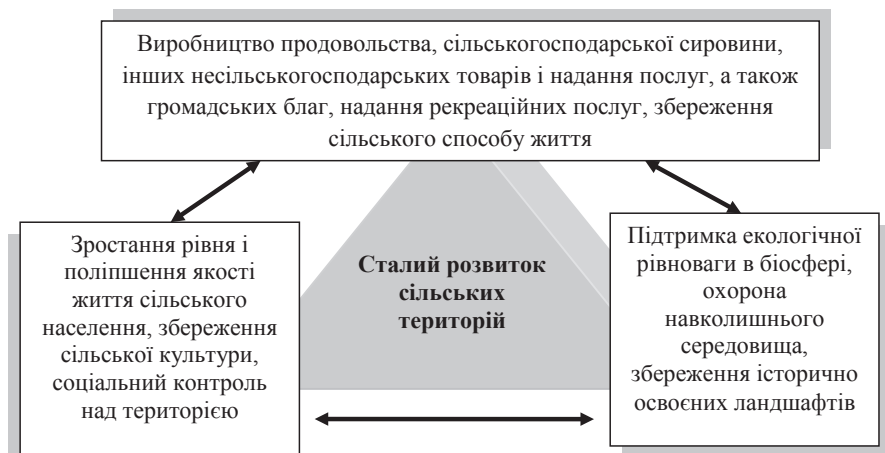 Виробництво продовольства, сільськогосподарської сировини,
інших несільськогосподарських товарів і надання послуг, а також
громадських благ, надання рекреаційних послуг, збереження
сільського способу життя
Зростання рівня і
поліпшення якості
життя сільського
населення, збереження
сільської культури,
соціальний контроль
над територією
Сталий розвиток
сільських
територій
Підтримка екологічної
рівноваги в біосфері,
охорона
навколишнього
середовища,
збереження історично
освоєних ландшафтів